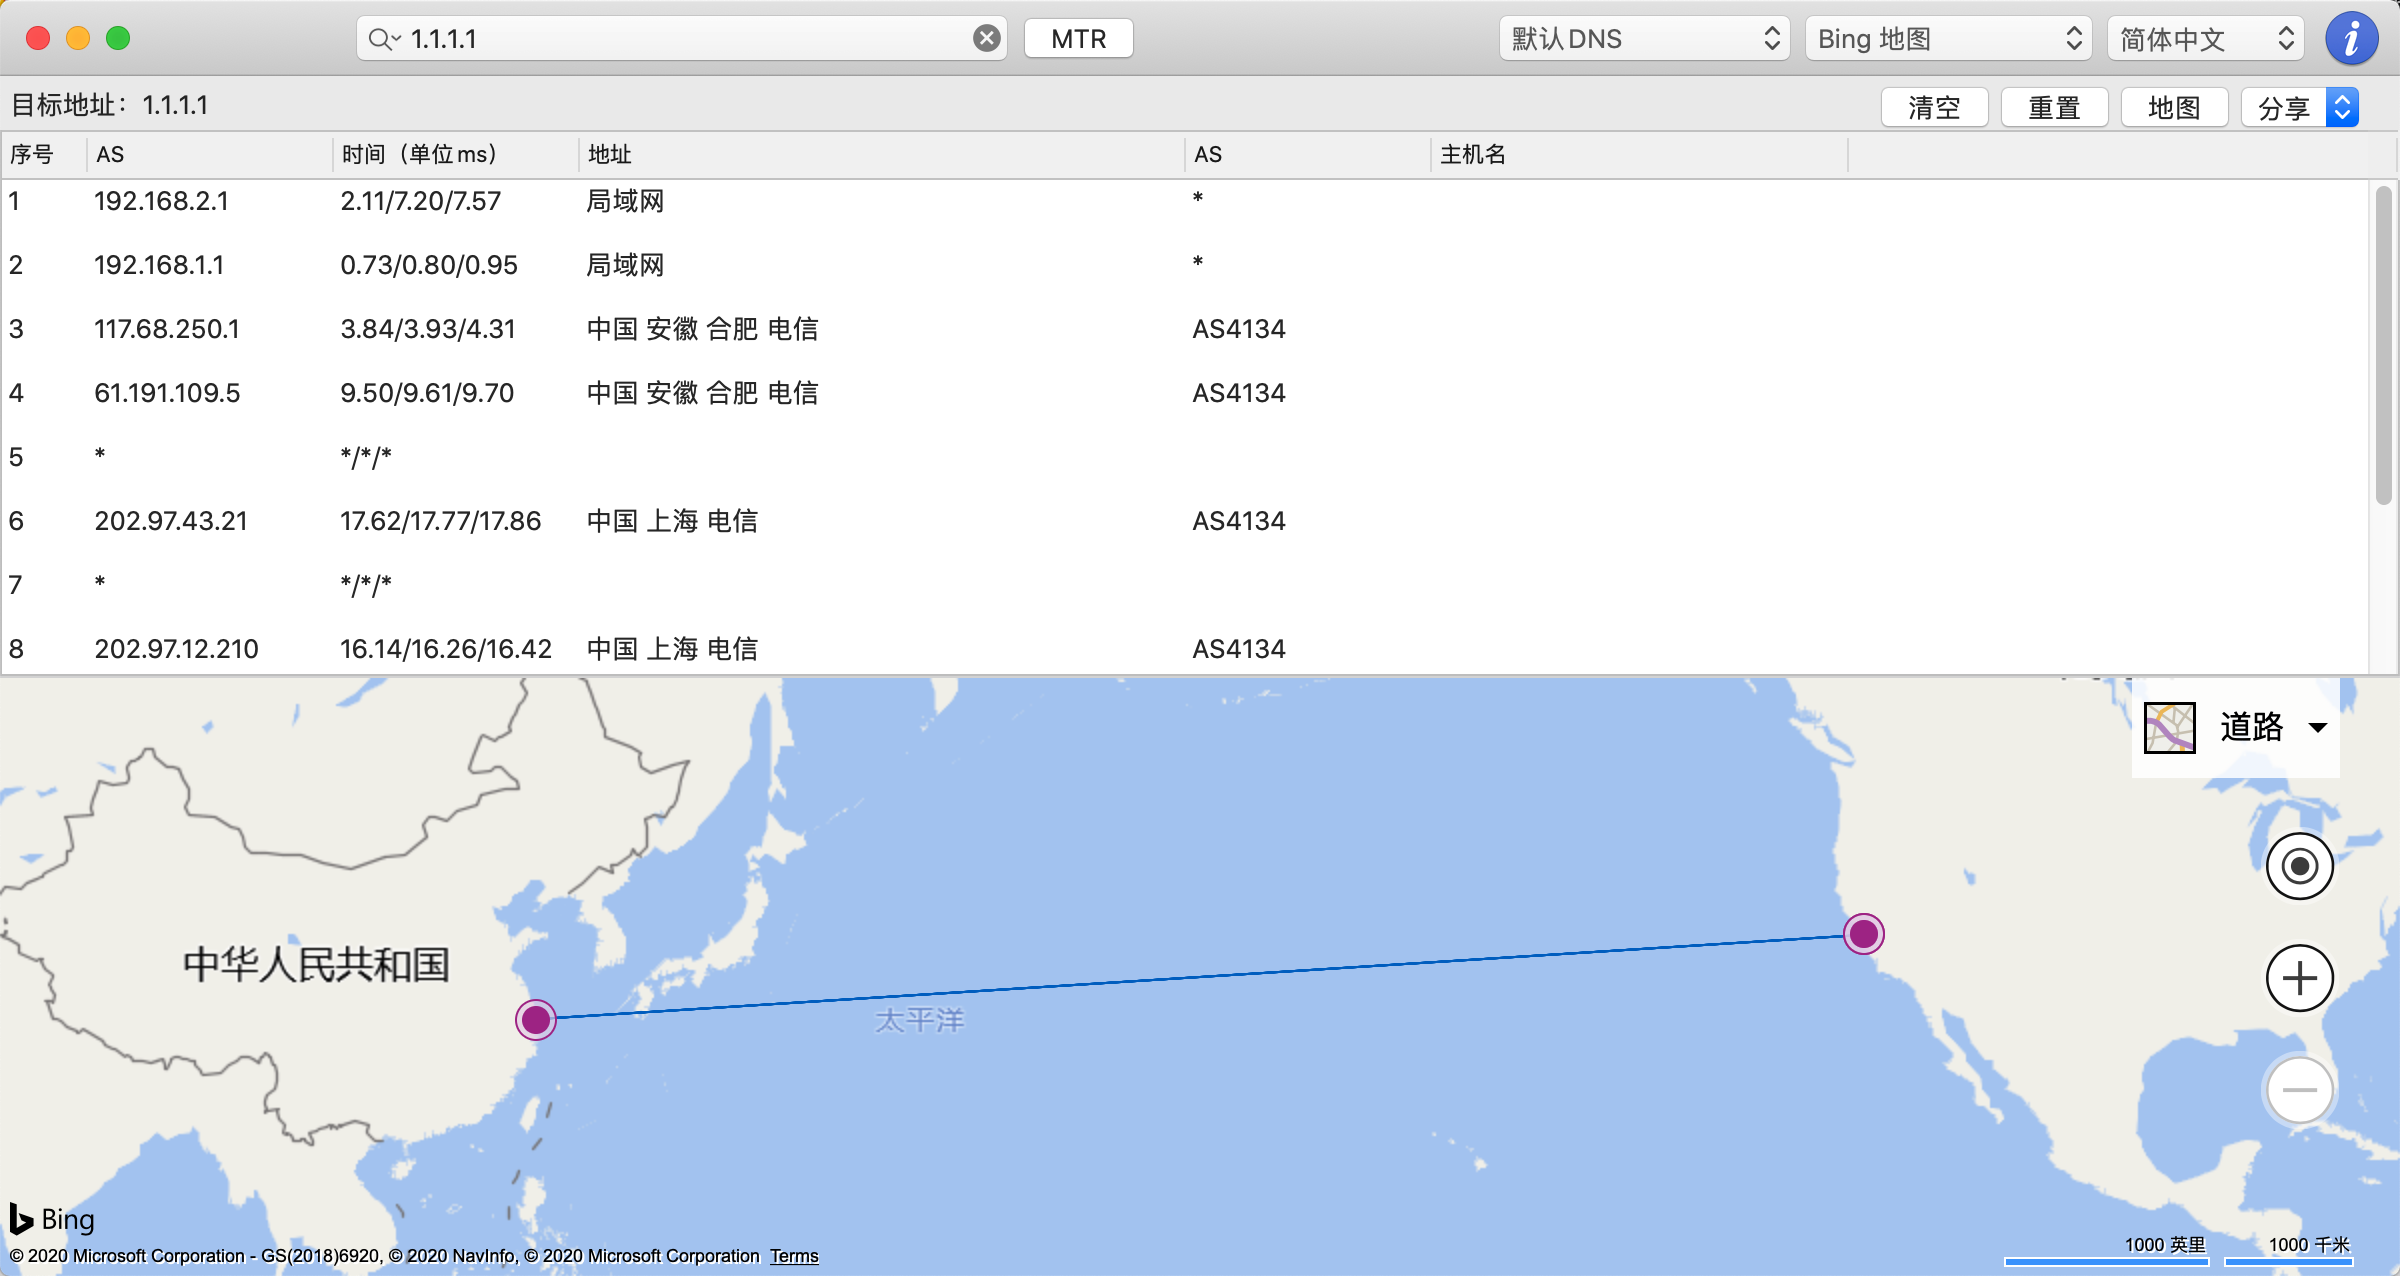 1.1.1.1
MTR
默认 DNS
Bing 地图
简体中文
目标地址：1.1.1.1
清空 重置 地图 分享
序号 AS 时间（单位 ms） 地址 AS 主机名
1 192.168.2.1 2.11/7.20/7.57 局域网 *
2 192.168.1.1 0.73/0.80/0.95 局域网 *
3 117.68.250.1 3.84/3.93/4.31 中国 安徽 合肥 电信 AS4134
4 61.191.109.5 9.50/9.61/9.70 中国 安徽 合肥 电信 AS4134
5 * */*/*
6 202.97.43.21 17.62/17.77/17.86 中国 上海 电信 AS4134
7 * */*/*
8 202.97.12.210 16.14/16.26/16.42 中国 上海 电信 AS4134
道路
中华人民共和国
太平洋
Bing
© 2020 Microsoft Corporation - GS(2018)6920, © 2020 NavInfo, © 2020 Microsoft Corporation Terms
1000 英里 1000 千米